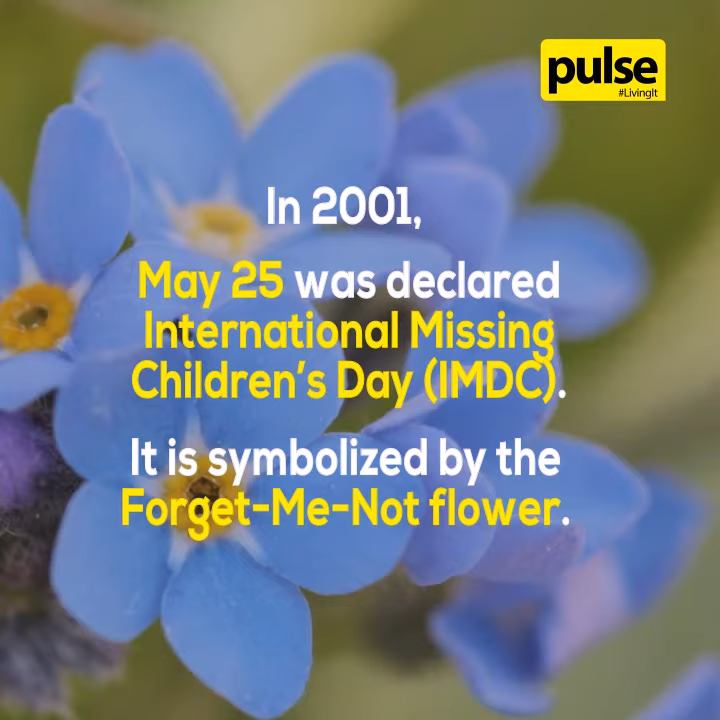 pulse
#LivingIt
In 2001,
May 25 was declared
International Missing
Children's Day (IMDC).
It is symbolized by the
Forget-Me-Not flower.